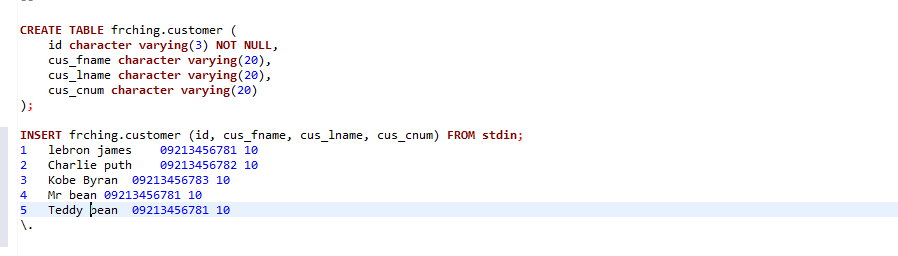 CREATE TABLE frching.customer (
    id character varying(3) NOT NULL,
    cus_fname character varying(20),
    cus_lname character varying(20),
    cus_cnum character varying(20)
);
INSERT frching.customer (id, cus_fname, cus_lname, cus_cnum) FROM stdin;
1   lebron james    09213456781 10
2   Charlie puth    09213456782 10
3   Kobe Byran  09213456783 10
4   Mr bean 09213456781 10
5   Teddy bean  09213456781 10
\.